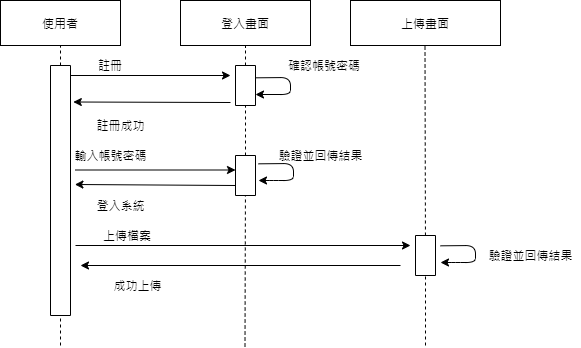 使用者
登入畫面
上傳畫面
註冊
確認帳號密碼
註冊成功
輸入帳號密碼
驗證並回傳結果
登入系統
上傳檔案
驗證並回傳結果
成功上傳